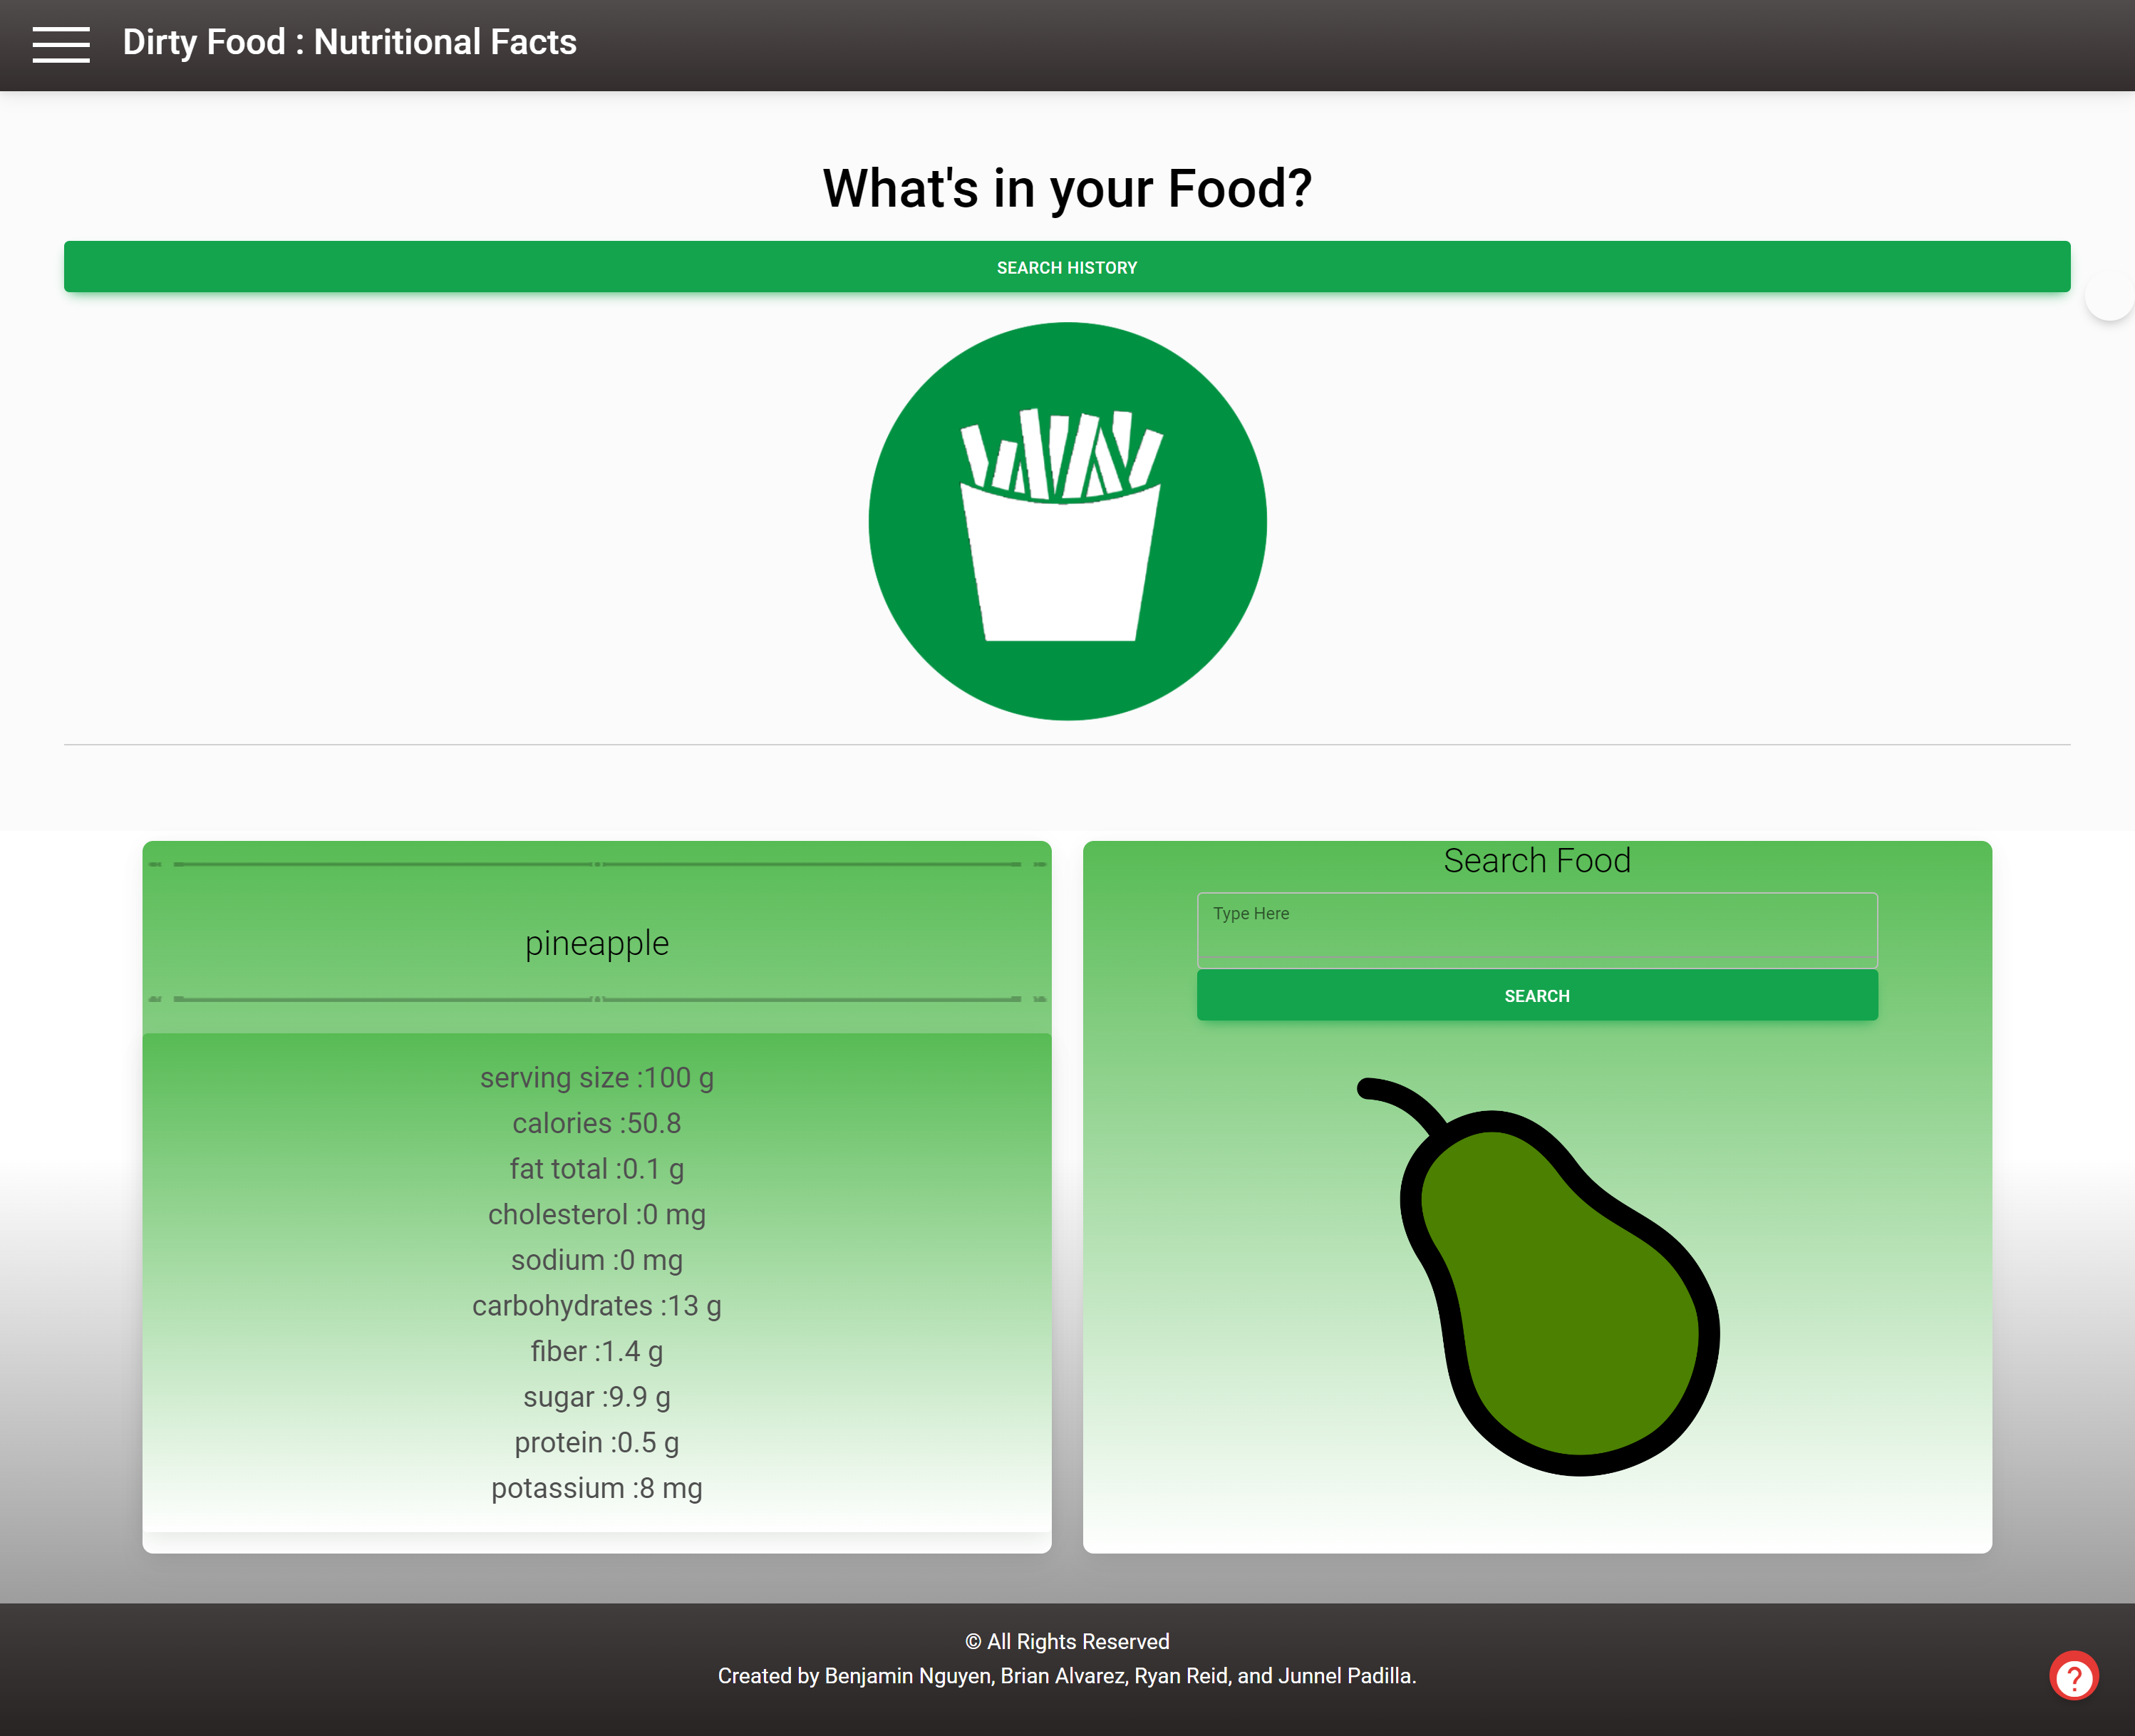 Dirty Food : Nutritional Facts
What's in your Food?
SEARCH HISTORY
pineapple
serving size :100 g
calories :50.8
fat total :0.1 g
cholesterol :0 mg
sodium :0 mg
carbohydrates :13 g
fiber :1.4 g
sugar :9.9 g
protein :0.5 g
potassium :8 mg
Search Food
Type Here
SEARCH
© All Rights Reserved
Created by Benjamin Nguyen, Brian Alvarez, Ryan Reid, and Junnel Padilla.
?